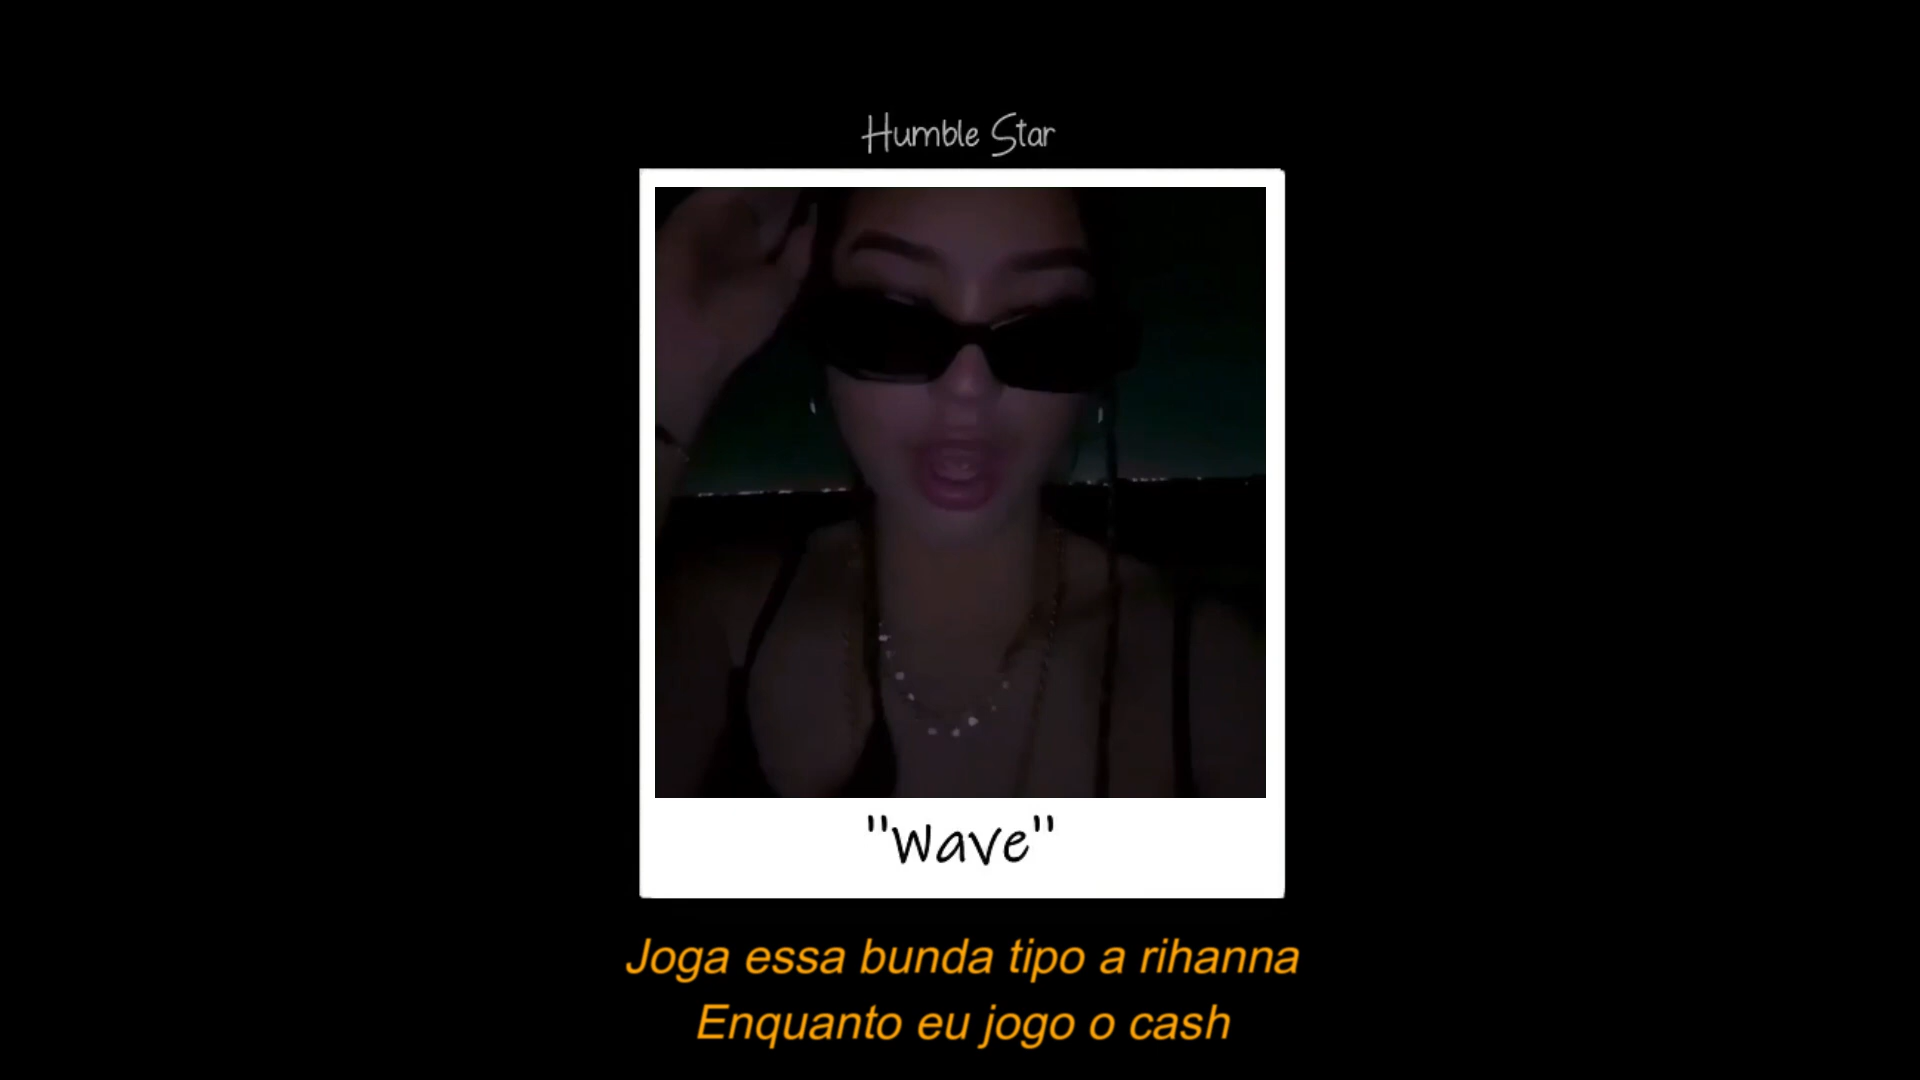 Humble Star
"Wave"
Joga essa bunda tipo a rihanna
Enquanto eu jogo o cash